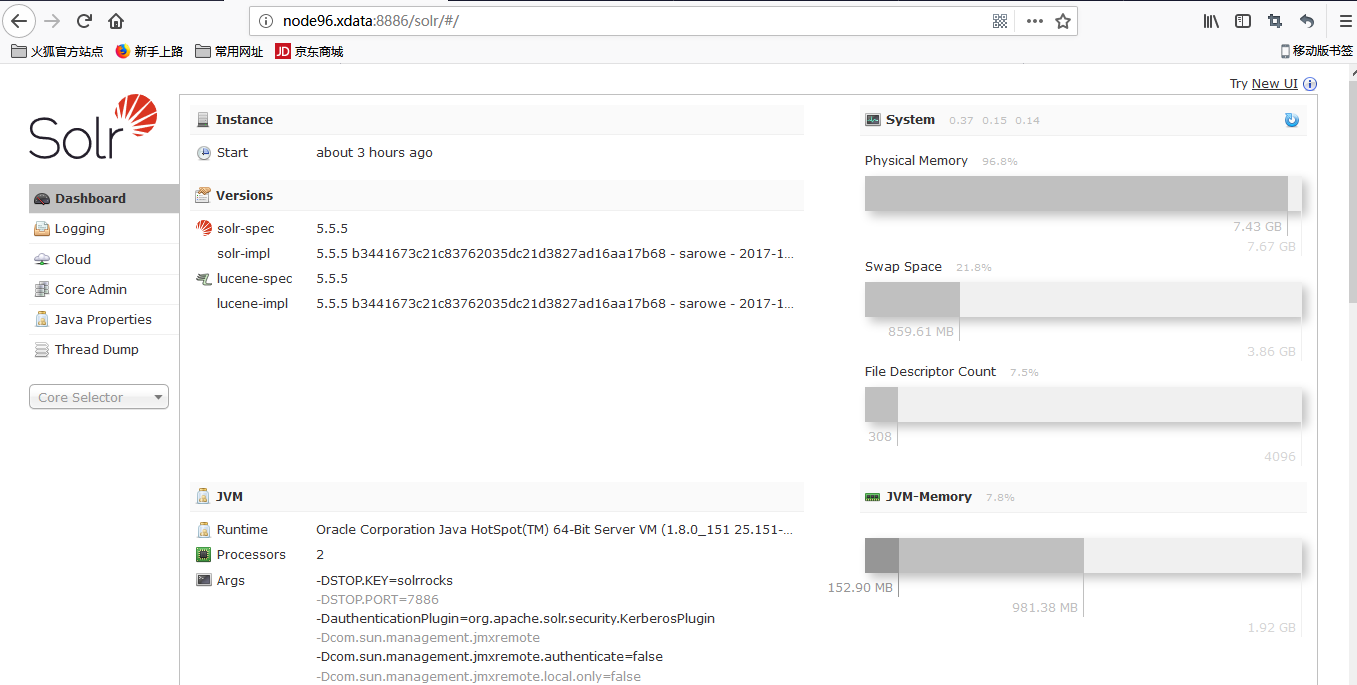 node96.xdata:8886/solr/#/
火狐官方站点 新手上路 常用网址 JD 京东商城 移动版书签
Try New UI
Solr
Dashboard
Logging
Cloud
Core Admin
Java Properties
Thread Dump
Core Selector
Instance
Start about 3 hours ago
Versions
solr-spec 5.5.5
solr-impl 5.5.5 b3441673c21c83762035dc21d3827ad16aa17b68 - sarowe - 2017-1...
lucene-spec 5.5.5
lucene-impl 5.5.5 b3441673c21c83762035dc21d3827ad16aa17b68 - sarowe - 2017-1...
JVM
Runtime Oracle Corporation Java HotSpot(TM) 64-Bit Server VM (1.8.0_151 25.151-...
Processors 2
Args -DSTOP.KEY=solrrocks
-DSTOP.PORT=7886
-DauthenticationPlugin=org.apache.solr.security.KerberosPlugin
-Dcom.sun.management.jmxremote
-Dcom.sun.management.jmxremote.authenticate=false
-Dcom.sun.management.jmxremote.local.only=false
System 0.37 0.15 0.14
Physical Memory 96.8%
7.43 GB
7.67 GB
Swap Space 21.8%
859.61 MB
3.86 GB
File Descriptor Count 7.5%
308
4096
JVM-Memory 7.8%
152.90 MB
981.38 MB
1.92 GB